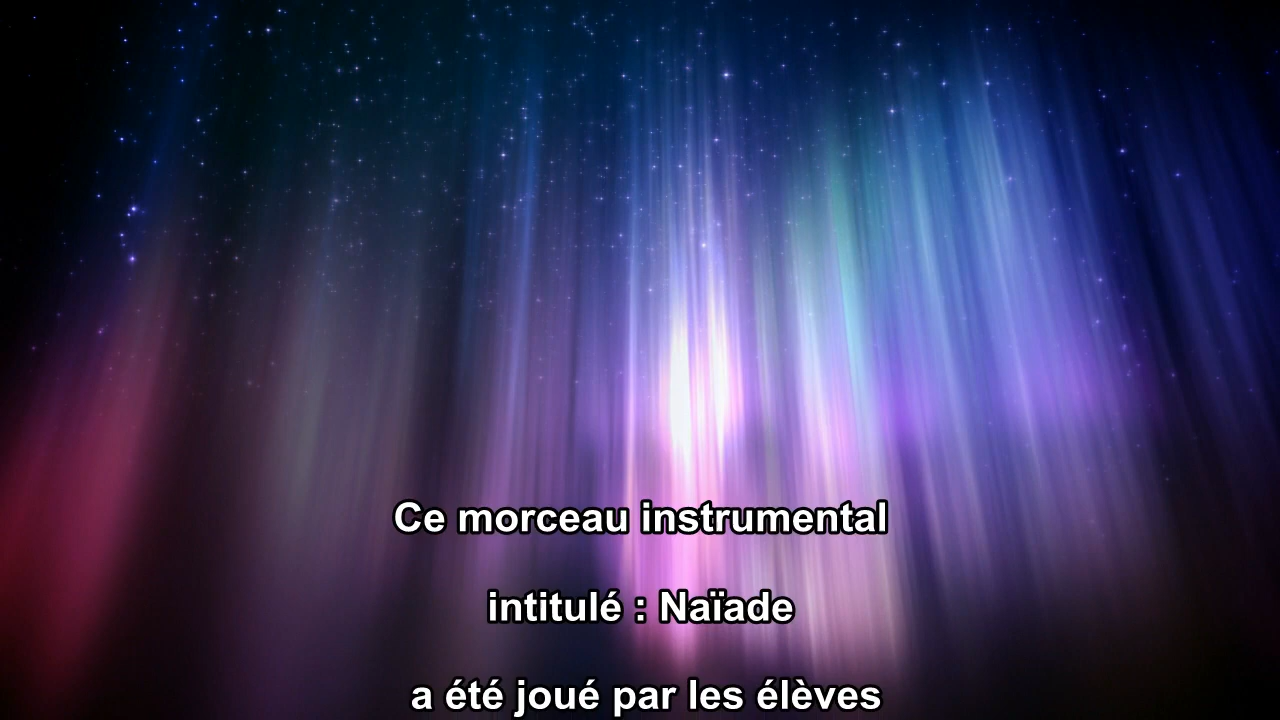 Ce morceau instrumental
intitulé : Naïade
a été joué par les élèves